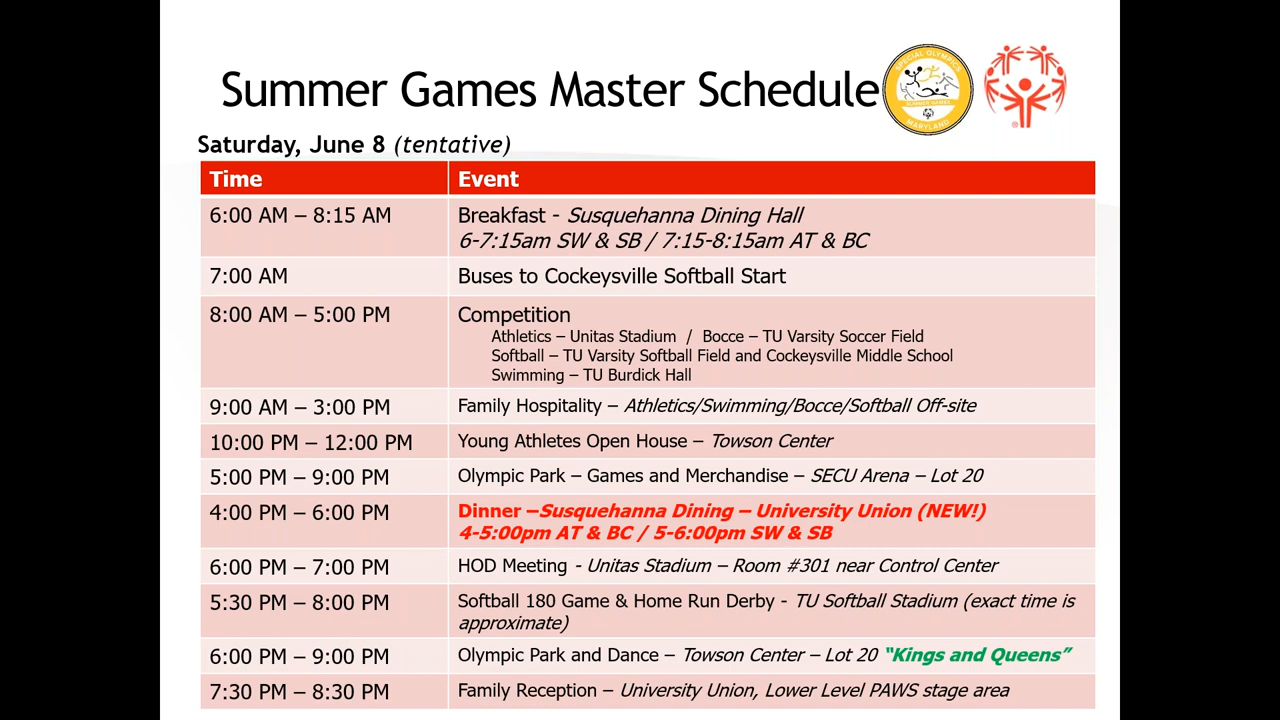 Summer Games Master Schedule
SPECIAL OLYMPICS
SUMMER GAMES
MARYLAND
Saturday, June 8 (tentative)
Time Event
6:00 AM – 8:15 AM Breakfast - Susquehanna Dining Hall
6-7:15am SW & SB / 7:15-8:15am AT & BC
7:00 AM Buses to Cockeysville Softball Start
8:00 AM – 5:00 PM Competition
Athletics – Unitas Stadium / Bocce – TU Varsity Soccer Field
Softball – TU Varsity Softball Field and Cockeysville Middle School
Swimming – TU Burdick Hall
9:00 AM – 3:00 PM Family Hospitality – Athletics/Swimming/Bocce/Softball Off-site
10:00 PM – 12:00 PM Young Athletes Open House – Towson Center
5:00 PM – 9:00 PM Olympic Park – Games and Merchandise – SECU Arena – Lot 20
4:00 PM – 6:00 PM Dinner –Susquehanna Dining – University Union (NEW!)
4-5:00pm AT & BC / 5-6:00pm SW & SB
6:00 PM – 7:00 PM HOD Meeting - Unitas Stadium – Room #301 near Control Center
5:30 PM – 8:00 PM Softball 180 Game & Home Run Derby - TU Softball Stadium (exact time is
approximate)
6:00 PM – 9:00 PM Olympic Park and Dance – Towson Center – Lot 20 “Kings and Queens”
7:30 PM – 8:30 PM Family Reception – University Union, Lower Level PAWS stage area